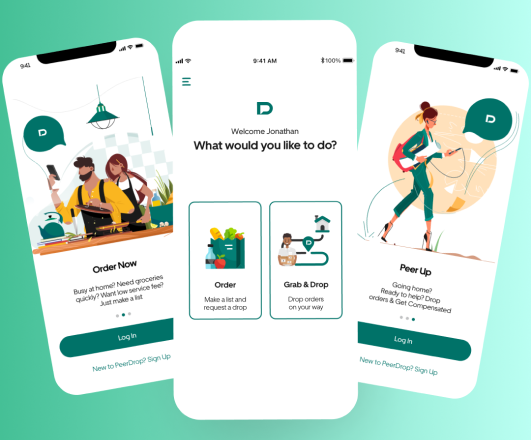 9:41
Order Now
Busy at home? Need groceries
quickly? Want low service fee?
Just make a list
Log In
New to PeerDrop? Sign Up
9:41 AM
100%
Welcome Jonathan
What would you like to do?
Order
Make a list and
request a drop
Grab & Drop
Drop orders
on your way
9:41
Peer Up
Going home?
Ready to help? Drop
orders & Get Compensated
Log In
New to PeerDrop? Sign Up